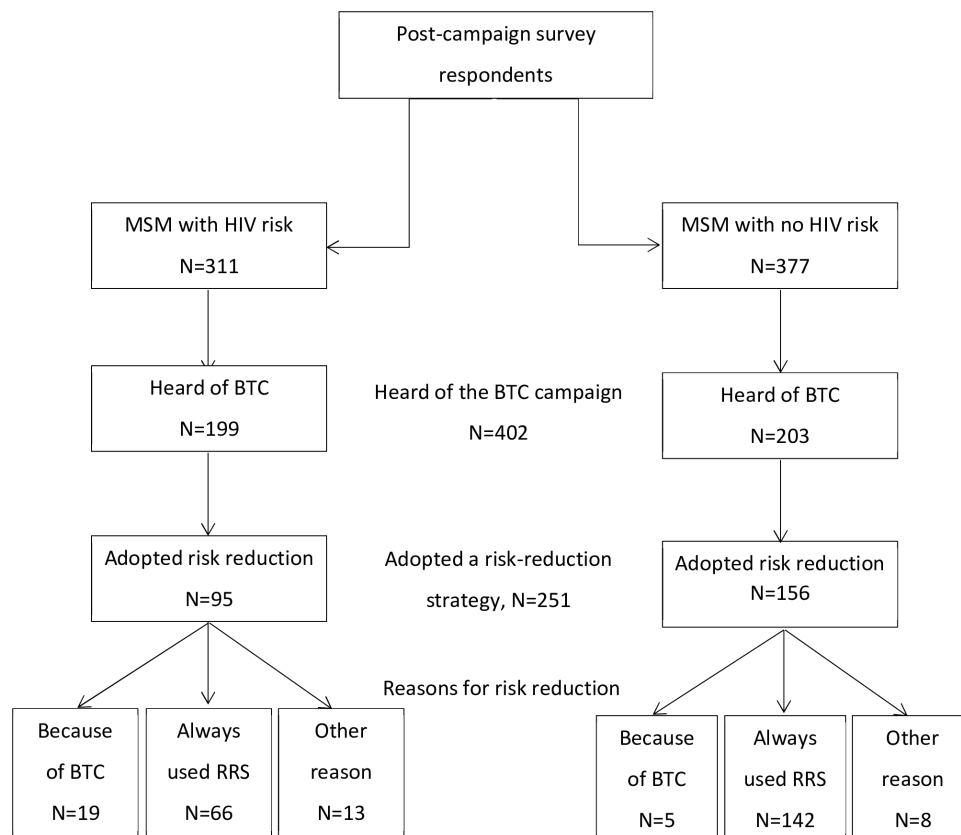 Post-campaign survey
respondents
MSM with HIV risk
N=311
MSM with no HIV risk
N=377
Heard of BTC
N=199
Heard of the BTC campaign
N=402
Heard of BTC
N=203
Adopted risk reduction
N=95
Adopted a risk-reduction
strategy, N=251
Adopted risk reduction
N=156
Reasons for risk reduction
Because
of BTC
N=19
Always
used RRS
N=66
Other
reason
N=13
Because
of BTC
N=5
Always
used RRS
N=142
Other
reason
N=8